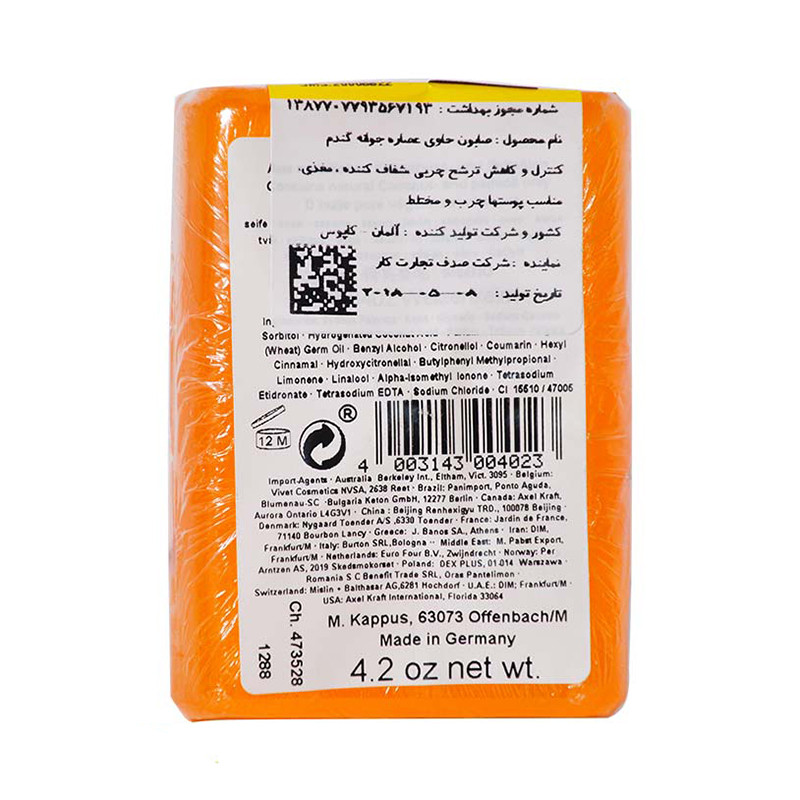 شماره مجوز بهداشت : ۱۳۸۷۷۰۷۷۹۳۵۶۷۱۹۳
نام محصول : صابون حاوی عصاره جوانه گندم
کنترل و کاهش ترشح چربی شفاف کننده ، مغذی،
مناسب پوستها چرب و مختلط
کشور و شرکت تولید کننده : آلمان - کاپوس
نماینده : شرکت صدف تجارت کار
تاریخ تولید :
seife
Sorbitol · Hydrogenated Coconut Acid
(Wheat) Germ Oil · Benzyl Alcohol · Citronellol · Coumarin · Hexyl
Cinnamal · Hydroxycitronellal · Butylphenyl Methylpropional ·
Limonene · Linalool · Alpha-Isomethyl Ionone · Tetrasodium
Etidronate · Tetrasodium EDTA · Sodium Chloride · CI 15510 / 47005
12 M
®
4 003143 004023
Import-Agents · Australia Berkeley Int., Eltham, Vict. 3095 · Belgium:
Vivet Cosmetics NVSA, 2638 Reet · Brazil: Panimport, Ponto Aguda,
Blumenau-SC · Bulgaria Keton GmbH, 12277 Berlin · Canada: Axel Kraft,
Aurora Ontario L4G3V1 · China : Beijing Renhexigyu TRD., 100078 Beijing ·
Denmark: Nygaard Toender A/S ,6330 Toender · France: Jardin de France,
71140 Bourbon Lancy · Greece: J. Banos SA., Athens · Iran: DIM,
Frankfurt/M · Italy: Burton SRL,Bologna · Middle East: M. Pabst Export,
Frankfurt/M · Netherlands: Euro Four B.V., Zwijndrecht · Norway: Per
Arntzen AS, 2019 Skedsmokorset · Poland: DEX PLUS, 01-014 Warszawa ·
Romania S C Benefit Trade SRL, Oras Pantelimon ·
Switzerland: Mislin + Balthasar AG,6281 Hochdorf · U.A.E.: DIM; Frankfurt/M ·
USA: Axel Kraft International, Florida 33064
M. Kappus, 63073 Offenbach/M
Made in Germany
4.2 oz net wt.
Ch. 473528
1288